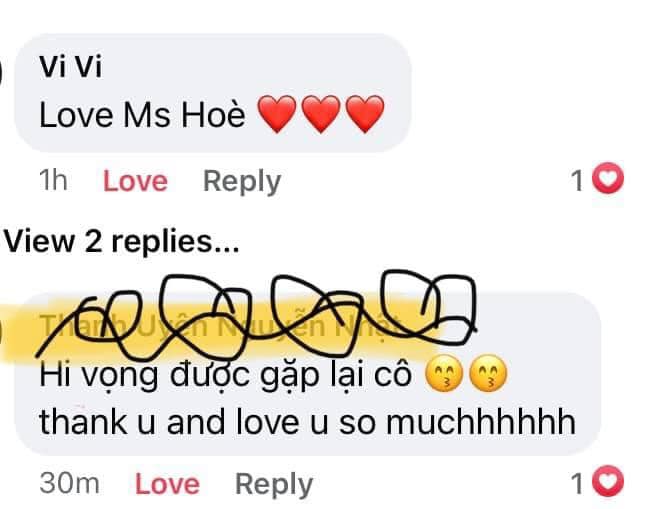 Vi Vi
Love Ms Hoè ❤️❤️❤️
1h Love Reply 1
View 2 replies...
Hi vọng được gặp lại cô 😙😙
thank u and love u so muchhhhhh
30m Love Reply 1